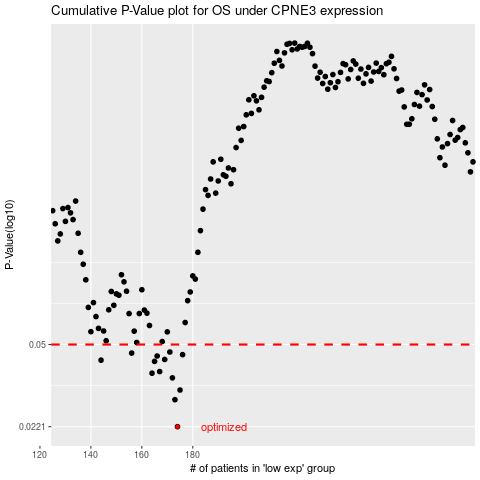 Cumulative P-Value plot for OS under CPNE3 expression
P-Value(log10)
0.05
0.0221
optimized
120 140 160 180
# of patients in 'low exp' group